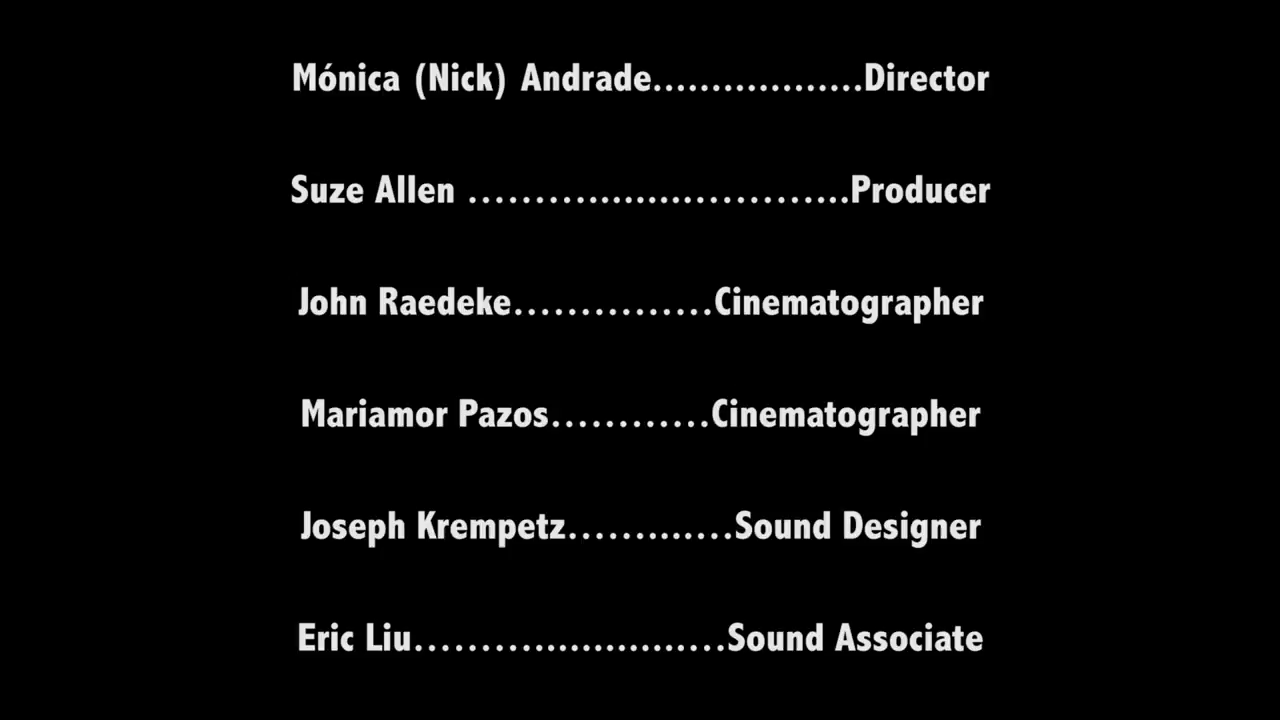 Mónica (Nick) Andrade..................Director
Suze Allen ................................Producer
John Raedeke...............Cinematographer
Mariamor Pazos............Cinematographer
Joseph Krempetz.............Sound Designer
Eric Liu..........................Sound Associate